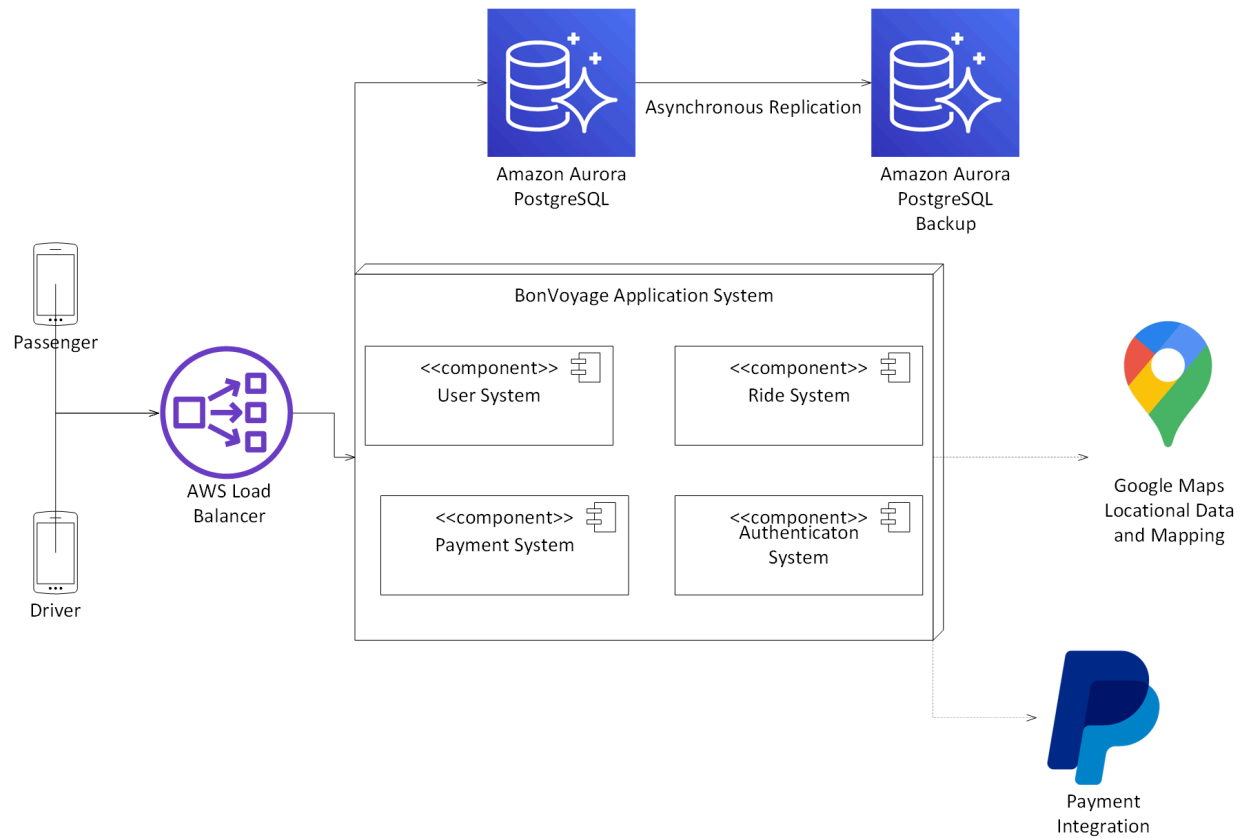 Asynchronous Replication
Amazon Aurora
PostgreSQL
Amazon Aurora
PostgreSQL
Backup
Passenger
BonVoyage Application System
<<component>>
User System
<<component>>
Ride System
AWS Load
Balancer
<<component>>
Payment System
<<component>>
Authenticaton
System
Google Maps
Locational Data
and Mapping
Driver
Payment
Integration